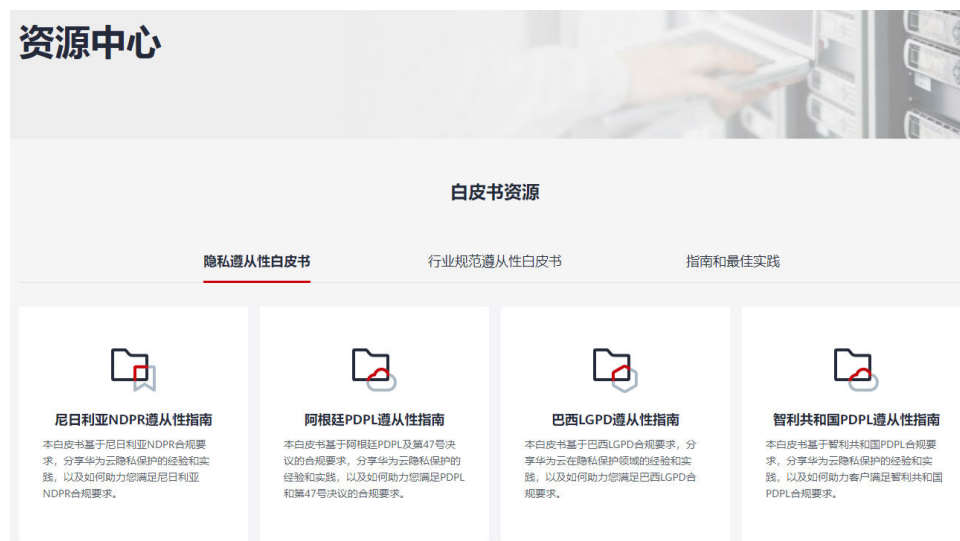 资源中心
白皮书资源
隐私遵从性白皮书
行业规范遵从性白皮书
指南和最佳实践
尼日利亚NDPR遵从性指南
本白皮书基于尼日利亚NDPR合规要
求，分享华为云隐私保护的经验和实
践，以及如何助力您满足尼日利亚
NDPR合规要求。
阿根廷PDPL遵从性指南
本白皮书基于阿根廷PDPL及第47号决
议的合规要求，分享华为云隐私保护的
经验和实践，以及如何助力您满足PDPL
和第47号决议的合规要求。
巴西LGPD遵从性指南
本白皮书基于巴西LGPD合规要求，分
享华为云在隐私保护领域的经验和实
践，以及如何助力您满足巴西LGPD合
规要求。
智利共和国PDPL遵从性指南
本白皮书基于智利共和国PDPL合规要
求，分享华为云隐私保护的经验和实
践，以及如何助力客户满足智利共和国
PDPL合规要求。